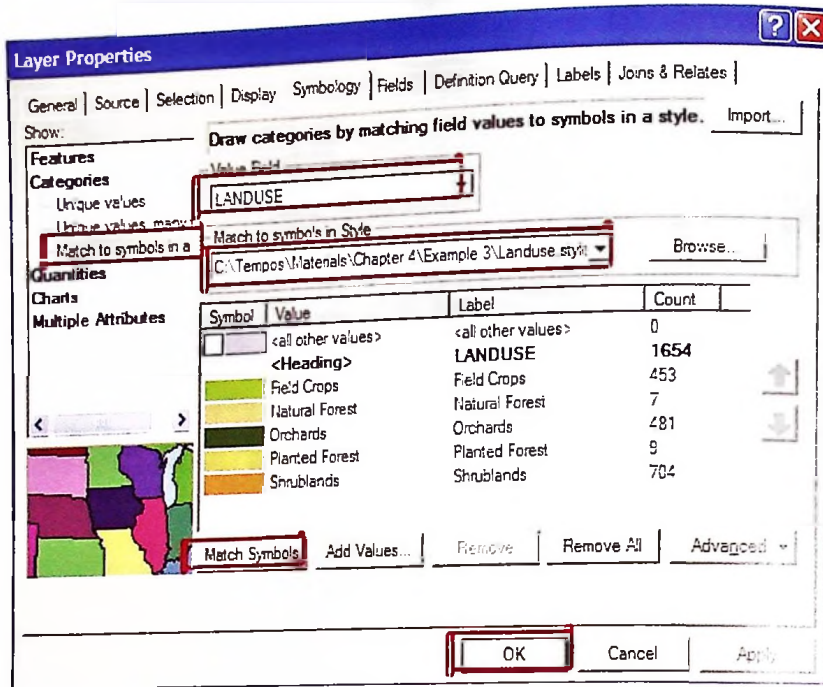 Layer Properties
General Source Selection Display Symbology Fields Definition Query Labels Joins & Relates
Show:
Draw categories by matching field values to symbols in a style.
Import...
Features
Categories
Unique values
Unique values, many
Match to symbols in a
Quantities
Charts
Multiple Attributes
Value Field
LANDUSE
Match to symbols in Style
C:\Tempos\Materials\Chapter 4\Example 3\Landuse.style
Browse...
Symbol Value Label Count
<all other values> <all other values> 0
<Heading> LANDUSE 1654
Field Crops Field Crops 453
Natural Forest Natural Forest 7
Orchards Orchards 481
Planted Forest Planted Forest 9
Shrublands Shrublands 704
Match Symbols Add Values... Remove Remove All Advanced
OK Cancel Apply